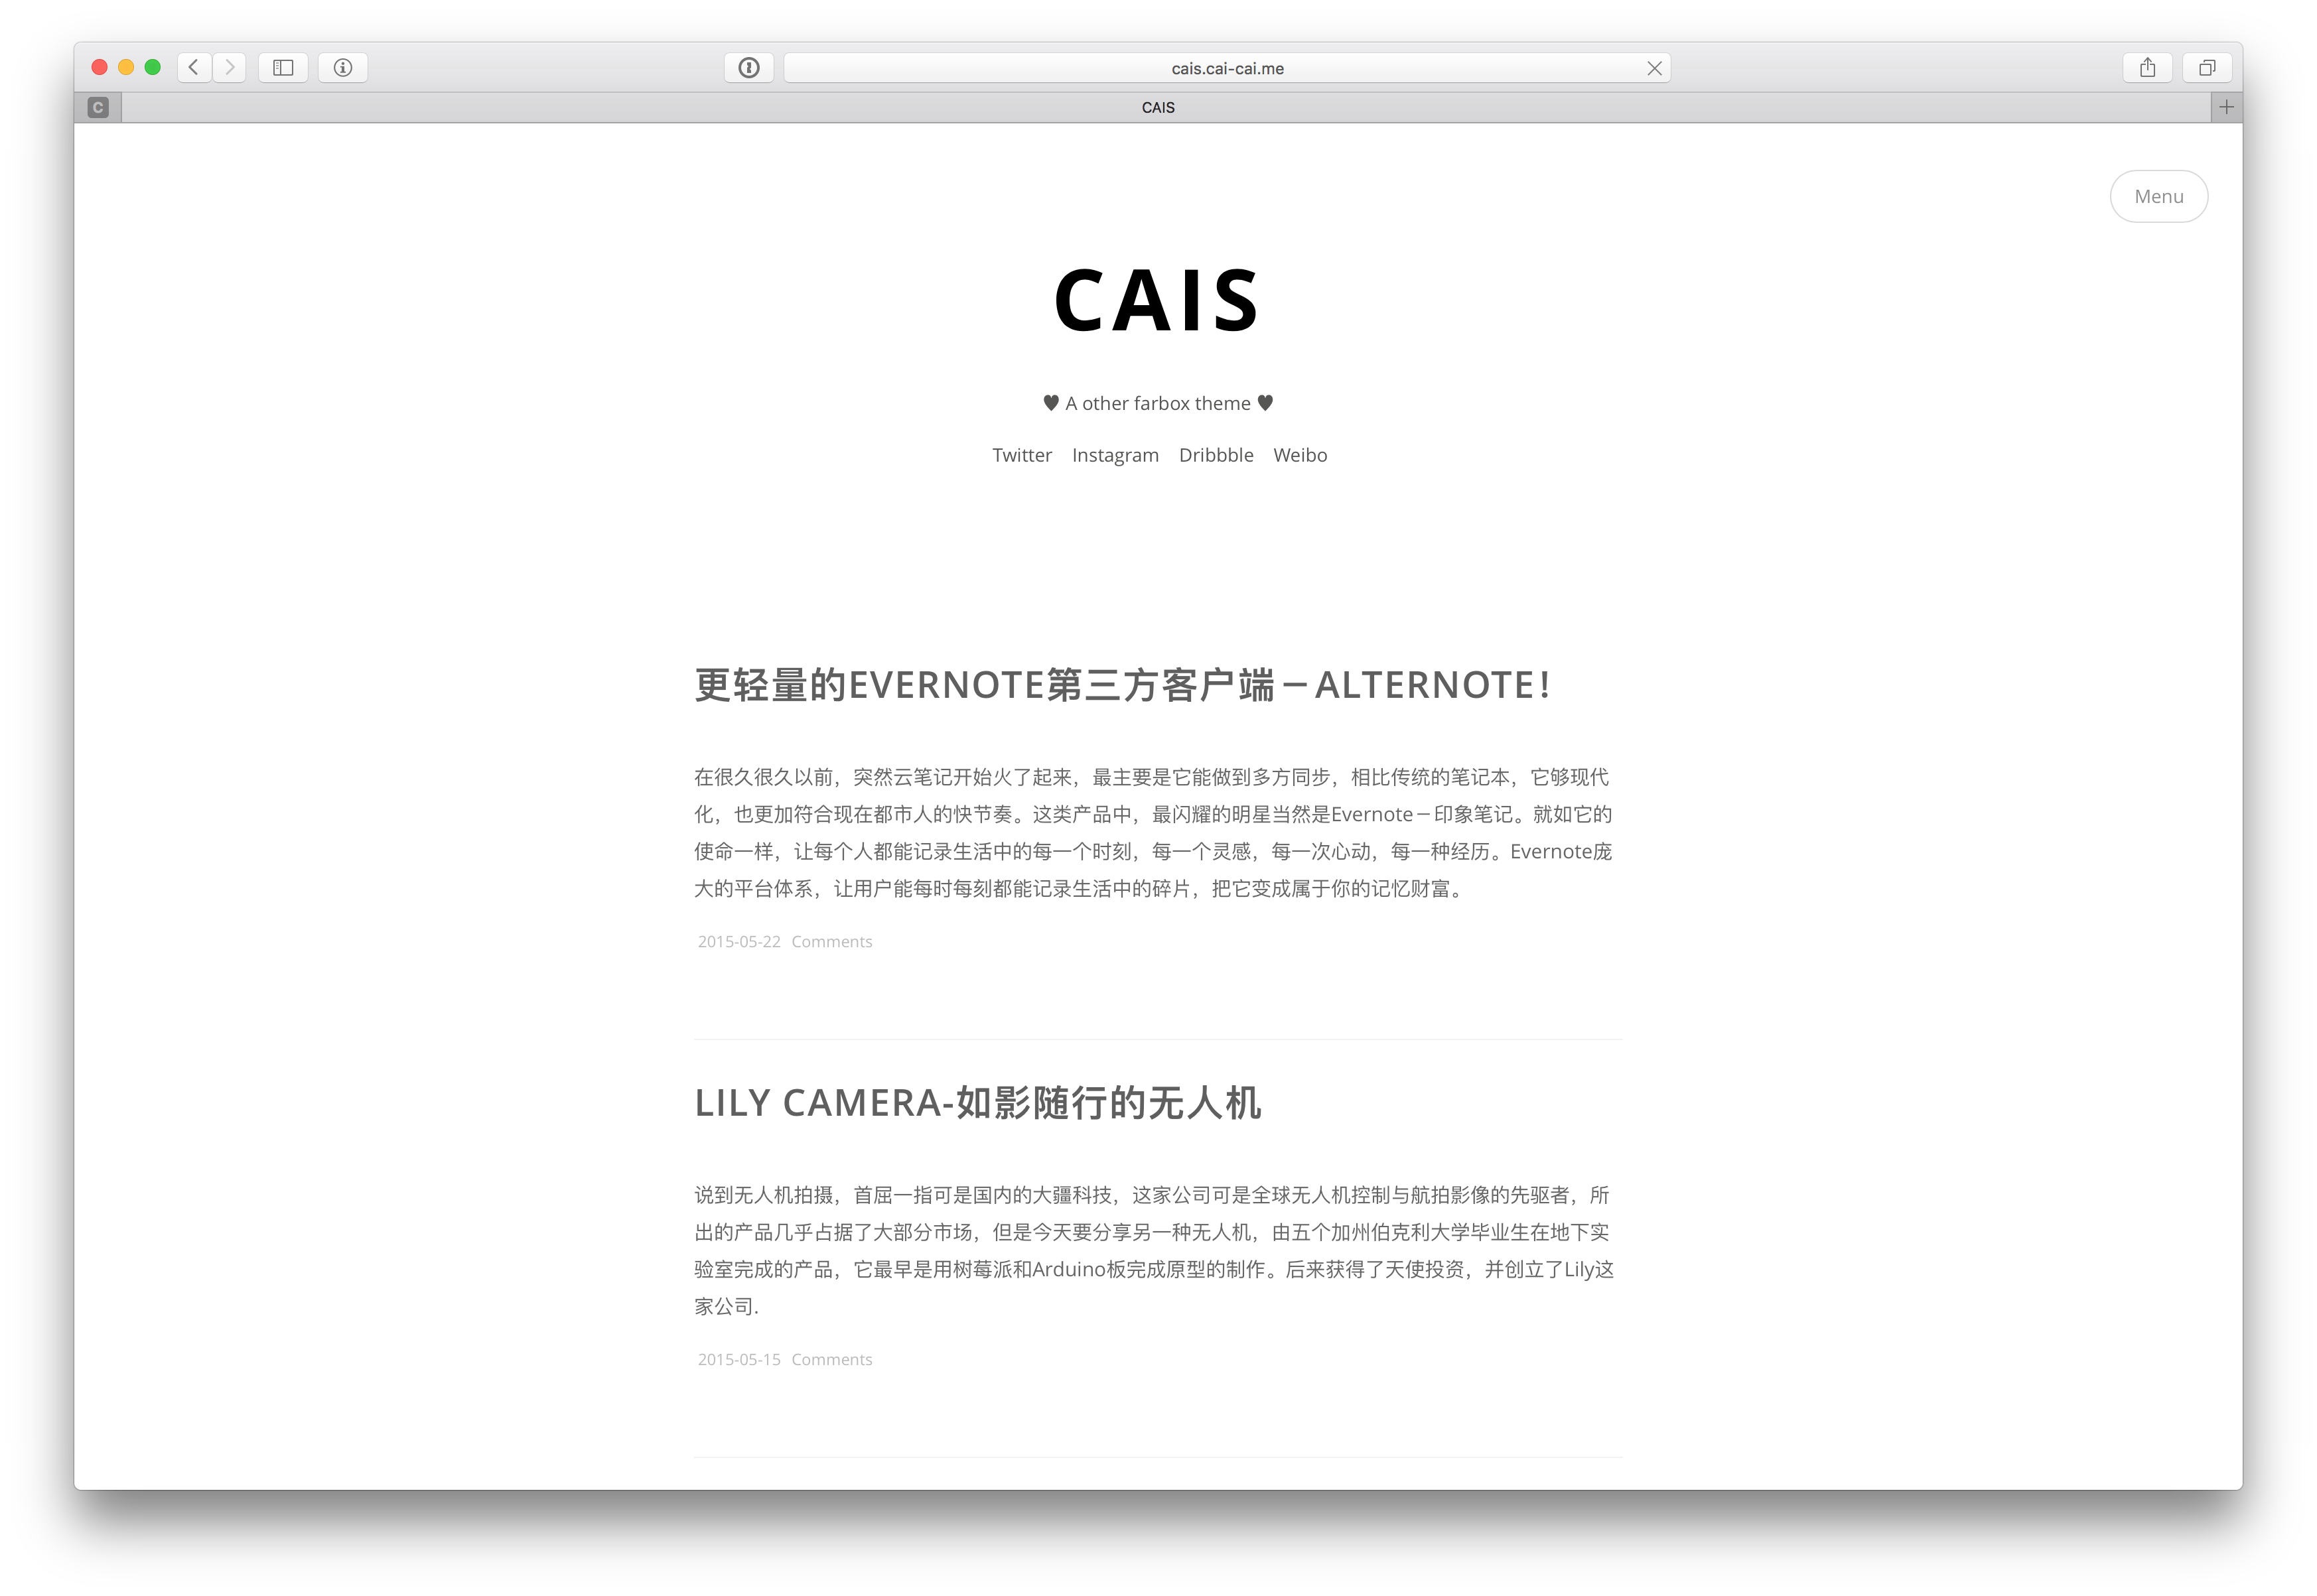 cais.cai-cai.me
C
CAIS
Menu
CAIS
♥ A other farbox theme ♥
Twitter Instagram Dribbble Weibo
更轻量的EVERNOTE第三方客户端－ALTERNOTE！
在很久很久以前，突然云笔记开始火了起来，最主要是它能做到多方同步，相比传统的笔记本，它够现代
化，也更加符合现在都市人的快节奏。这类产品中，最闪耀的明星当然是Evernote－印象笔记。就如它的
使命一样，让每个人都能记录生活中的每一个时刻，每一个灵感，每一次心动，每一种经历。Evernote庞
大的平台体系，让用户能每时每刻都能记录生活中的碎片，把它变成属于你的记忆财富。
2015-05-22 Comments
LILY CAMERA-如影随行的无人机
说到无人机拍摄，首屈一指可是国内的大疆科技，这家公司可是全球无人机控制与航拍影像的先驱者，所
出的产品几乎占据了大部分市场，但是今天要分享另一种无人机，由五个加州伯克利大学毕业生在地下实
验室完成的产品，它最早是用树莓派和Arduino板完成原型的制作。后来获得了天使投资，并创立了Lily这
家公司.
2015-05-15 Comments